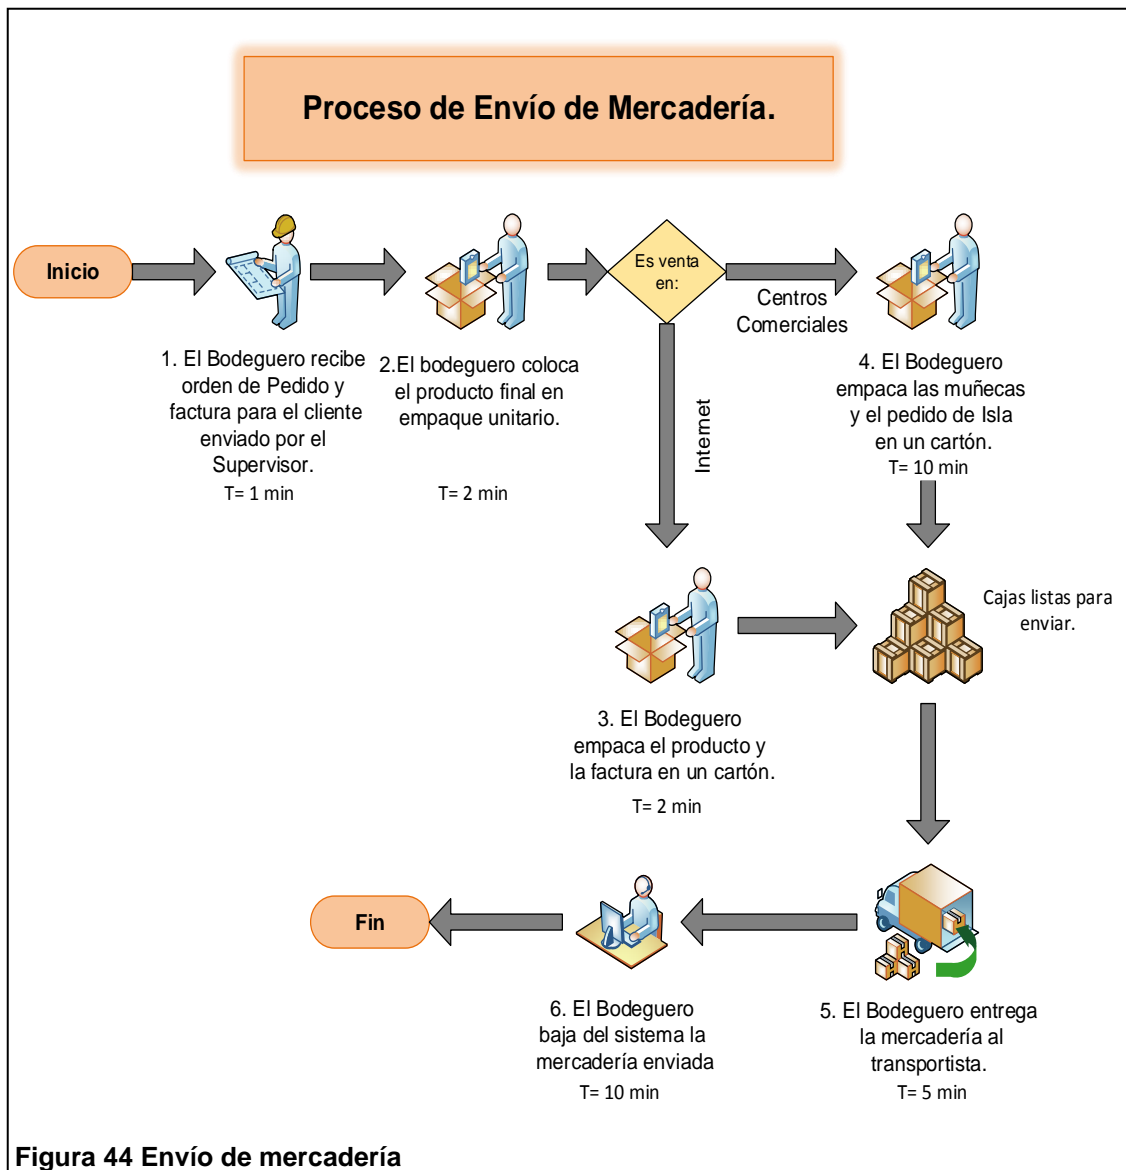 Proceso de Envío de Mercadería.
Inicio
1. El Bodeguero recibe
orden de Pedido y
factura para el cliente
enviado por el
Supervisor.
T= 1 min
2.El bodeguero coloca
el producto final en
empaque unitario.
T= 2 min
Es venta
en:
Centros
Comerciales
Internet
4. El Bodeguero
empaca las muñecas
y el pedido de Isla
en un cartón.
T= 10 min
Cajas listas para
enviar.
3. El Bodeguero
empaca el producto y
la factura en un cartón.
T= 2 min
5. El Bodeguero entrega
la mercadería al
transportista.
T= 5 min
6. El Bodeguero
baja del sistema la
mercadería enviada
T= 10 min
Fin
Figura 44 Envío de mercadería